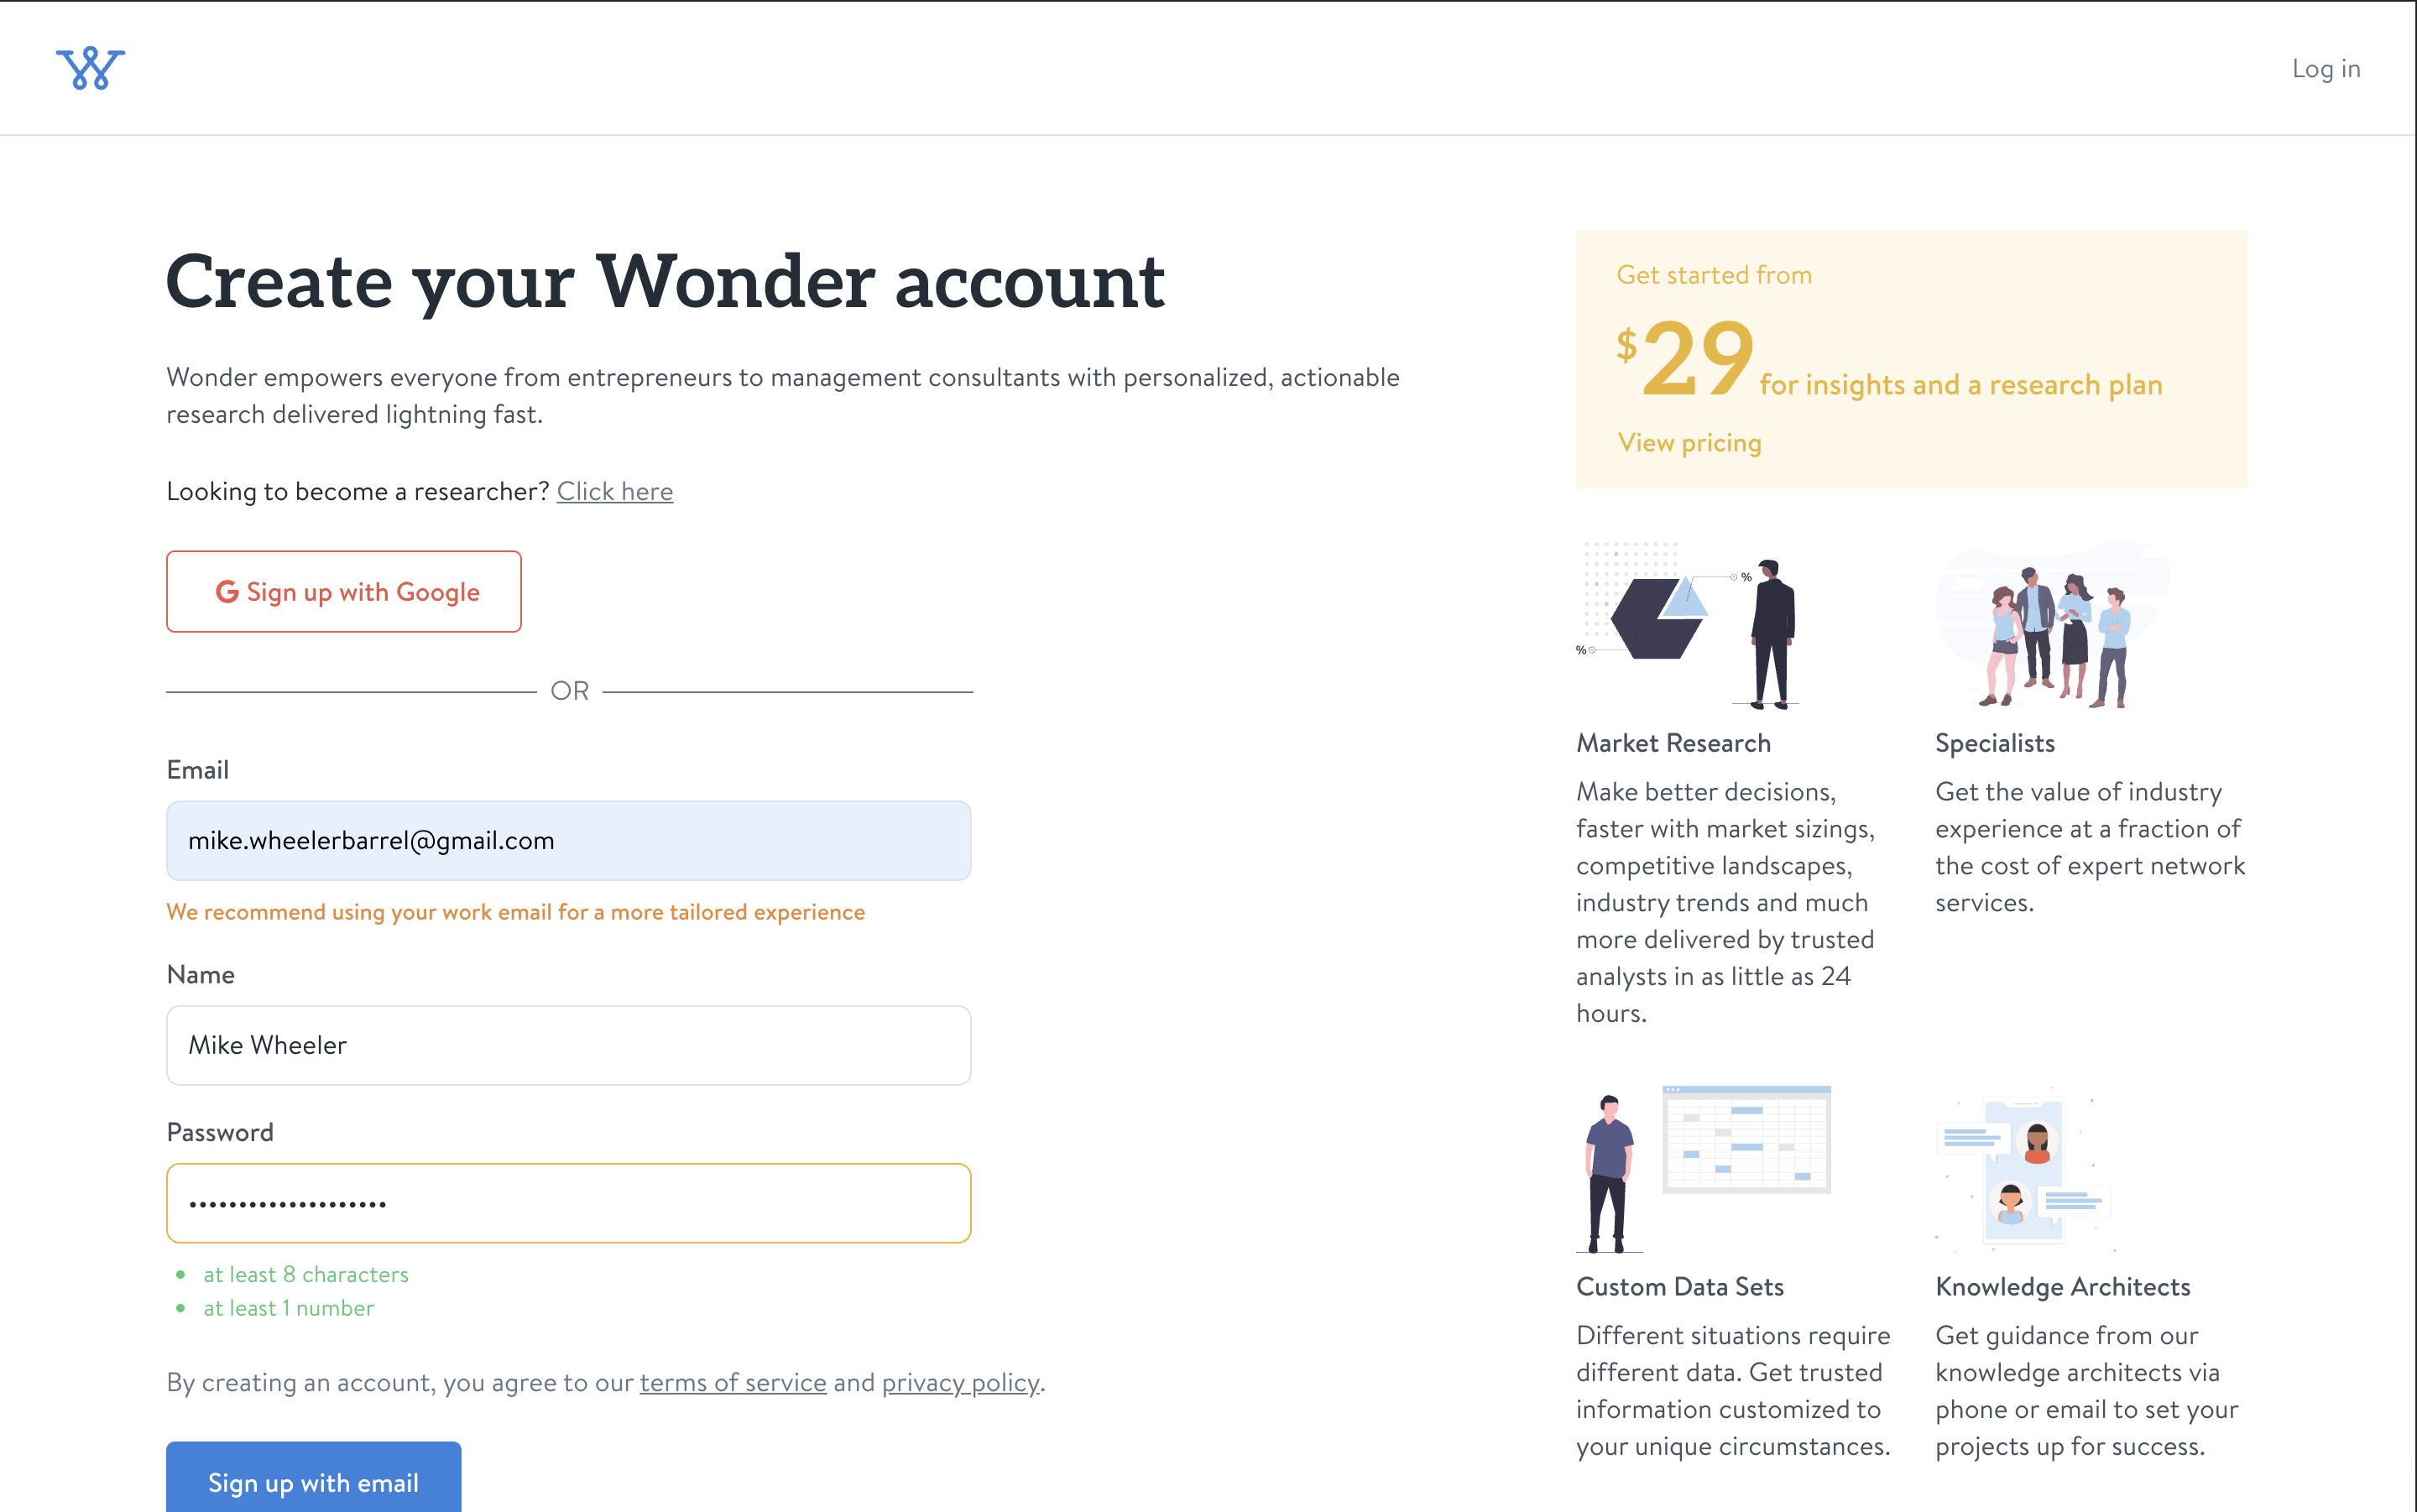 W
Log in
Create your Wonder account
Wonder empowers everyone from entrepreneurs to management consultants with personalized, actionable
research delivered lightning fast.
Looking to become a researcher? Click here
G Sign up with Google
OR
Email
mike.wheelerbarrel@gmail.com
We recommend using your work email for a more tailored experience
Name
Mike Wheeler
Password
••••••••••••••••••••
• at least 8 characters
• at least 1 number
By creating an account, you agree to our terms of service and privacy policy.
Sign up with email
Get started from
$29 for insights and a research plan
View pricing
%
%
Market Research
Make better decisions,
faster with market sizings,
competitive landscapes,
industry trends and much
more delivered by trusted
analysts in as little as 24
hours.
Specialists
Get the value of industry
experience at a fraction of
the cost of expert network
services.
Custom Data Sets
Different situations require
different data. Get trusted
information customized to
your unique circumstances.
Knowledge Architects
Get guidance from our
knowledge architects via
phone or email to set your
projects up for success.